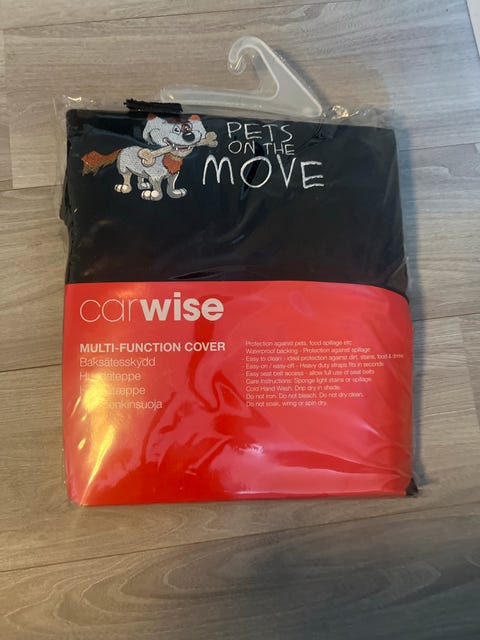 PETS
ON THE
MOVE
carwise
MULTI-FUNCTION COVER
Baksätesskydd
Protection against pets, food spillage etc
Waterproof backing - Protection against spillage
- Easy to clean - ideal protection against dirt, stains, food & drinks
- Easy-on / easy-off - Heavy duty straps fits in seconds
- Easy seat belt access - allow full use of seat belts
Care Instructions: Sponge light stains or spillage.
Cold Hand Wash. Drip dry in shade.
Do not iron. Do not bleach. Do not dry clean.
Do not soak, wring or spin dry.